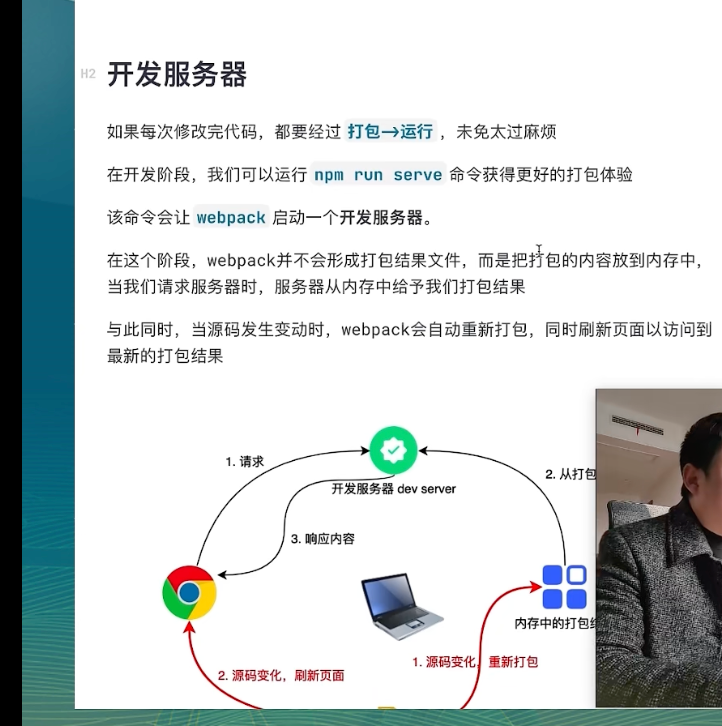 H2 开发服务器
如果每次修改完代码，都要经过 打包→运行 ，未免太过麻烦
在开发阶段，我们可以运行 npm run serve 命令获得更好的打包体验
该命令会让 webpack 启动一个开发服务器。
在这个阶段，webpack并不会形成打包结果文件，而是把打包的内容放到内存中，
当我们请求服务器时，服务器从内存中给予我们打包结果
与此同时，当源码发生变动时，webpack会自动重新打包，同时刷新页面以访问到
最新的打包结果
1. 请求
2. 从打包
开发服务器 dev server
3. 响应内容
内存中的打包
1. 源码变化，重新打包
2. 源码变化，刷新页面